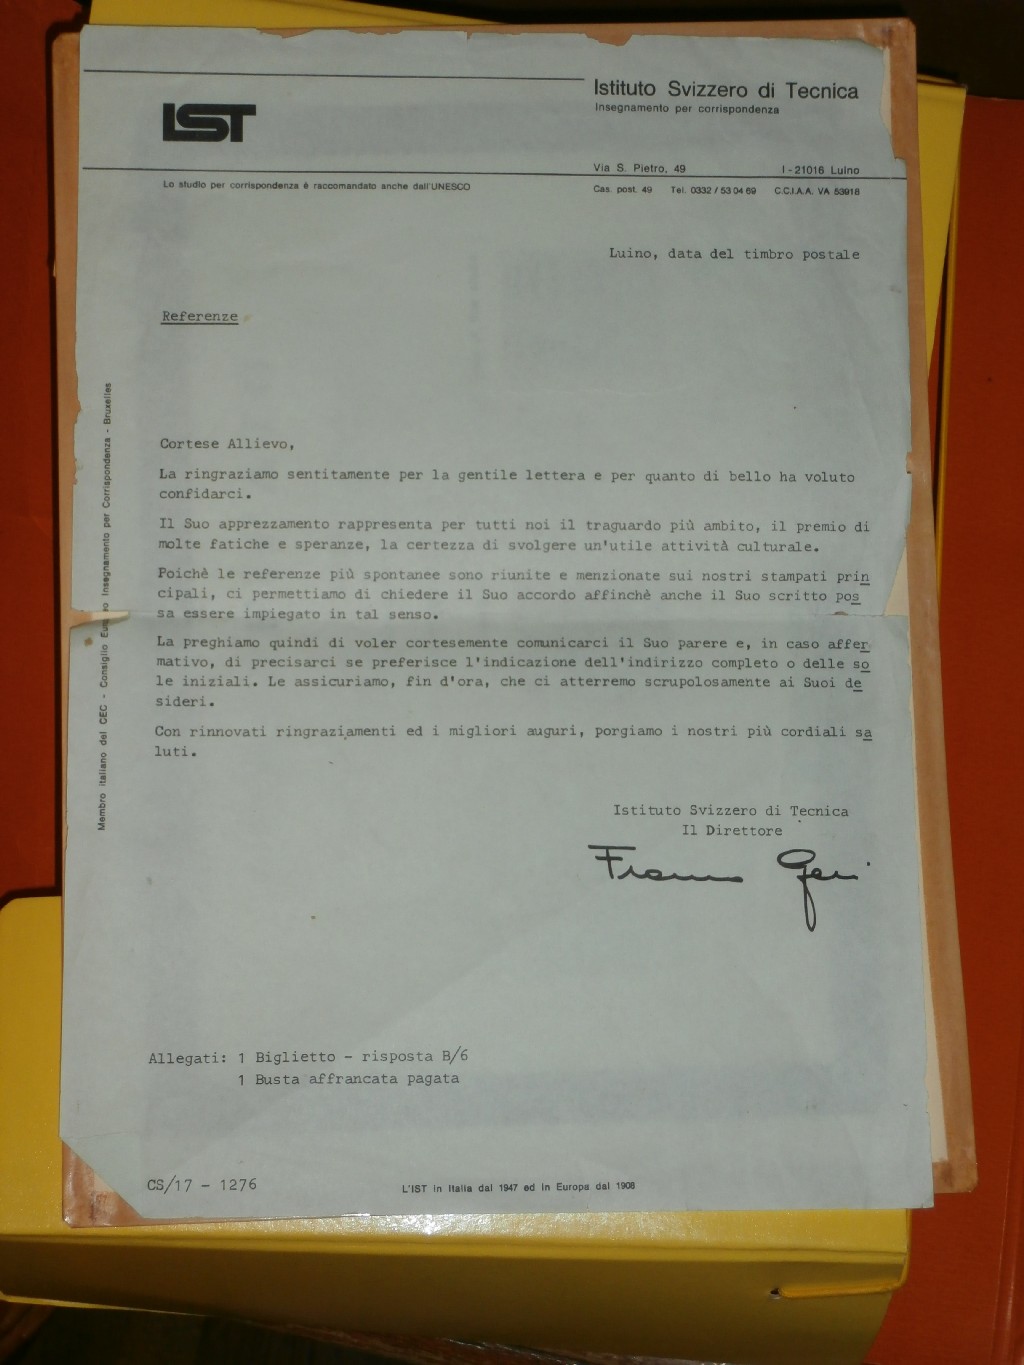 IST
Istituto Svizzero di Tecnica
Insegnamento per corrispondenza
Via S. Pietro, 49 I-21016 Luino
Lo studio per corrispondenza è raccomandato anche dall'UNESCO
Cas. post. 49 Tel. 0332 / 53 04 69 C.C.I.A.A. VA 53918
Luino, data del timbro postale
Referenze
Cortese Allievo,
La ringraziamo sentitamente per la gentile lettera e per quanto di bello ha voluto
confidarci.
Il Suo apprezzamento rappresenta per tutti noi il traguardo più ambito, il premio di
molte fatiche e speranze, la certezza di svolgere un'utile attività culturale.
Poichè le referenze più spontanee sono riunite e menzionate sui nostri stampati prin
cipali, ci permettiamo di chiedere il Suo accordo affinchè anche il Suo scritto pos
sa essere impiegato in tal senso.
La preghiamo quindi di voler cortesemente comunicarci il Suo parere e, in caso affer
mativo, di precisarci se preferisce l'indicazione dell'indirizzo completo o delle so
le iniziali. Le assicuriamo, fin d'ora, che ci atterremo scrupolosamente ai Suoi de
sideri.
Con rinnovati ringraziamenti ed i migliori auguri, porgiamo i nostri più cordiali sa
luti.
Istituto Svizzero di Tecnica
Il Direttore
Franco
Allegati: 1 Biglietto - risposta B/6
1 Busta affrancata pagata
CS/17 - 1276
L'IST in Italia dal 1947 ed in Europa dal 1908
Membro italiano del CEC - Consiglio Insegnamento per Corrispondenza - Bruxelles